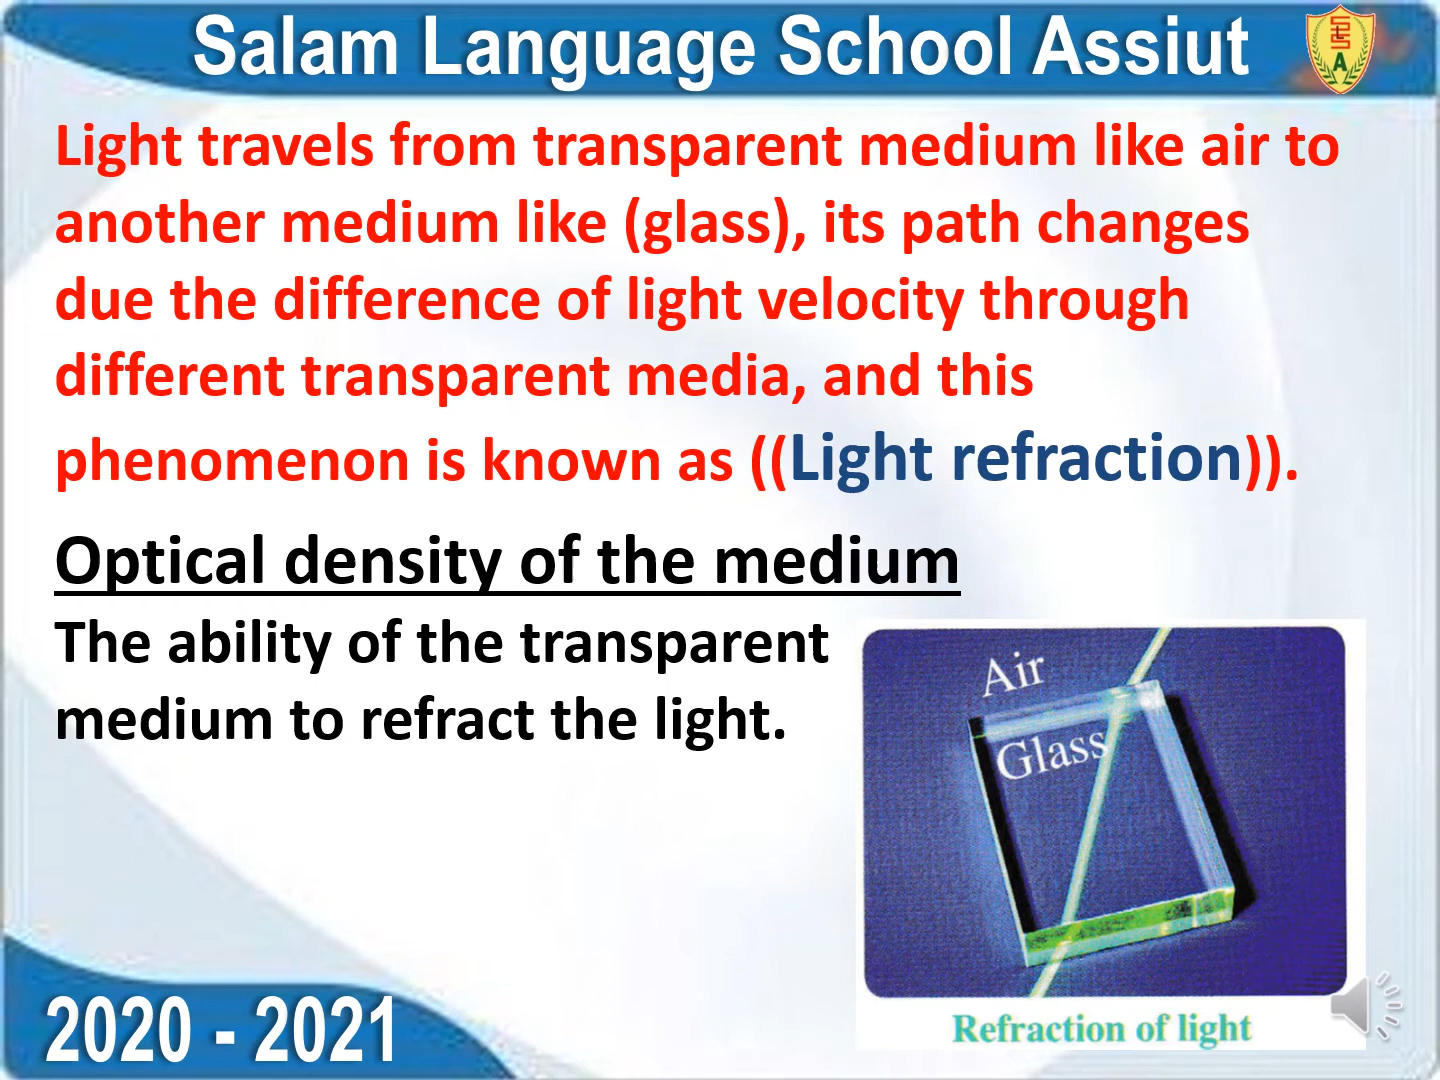 Salam Language School Assiut
Light travels from transparent medium like air to
another medium like (glass), its path changes
due the difference of light velocity through
different transparent media, and this
phenomenon is known as ((Light refraction)).
Optical density of the medium
The ability of the transparent
medium to refract the light.
Air
Glass
Refraction of light
2020 - 2021